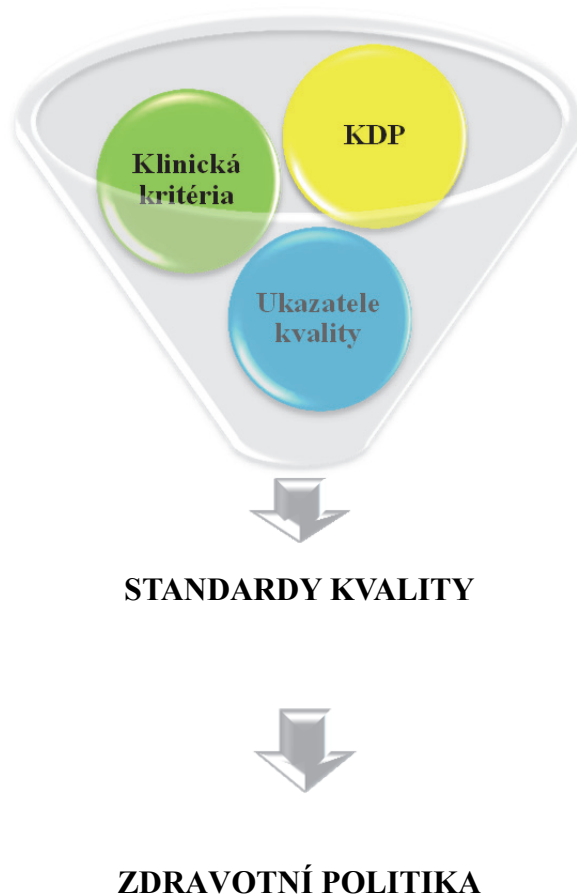 KDP
Klinická
kritéria
Ukazatele
kvality
STANDARDY KVALITY
ZDRAVOTNÍ POLITIKA